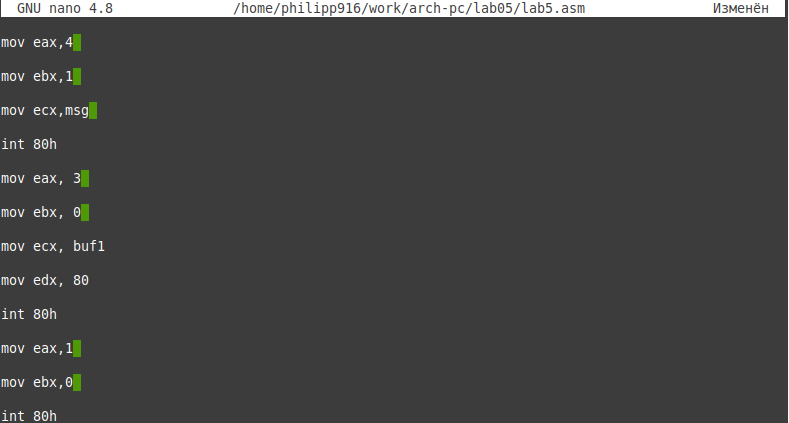 GNU nano 4.8 /home/philipp916/work/arch-pc/lab05/lab5.asm Изменён
mov eax,4
mov ebx,1
mov ecx,msg
int 80h
mov eax, 3
mov ebx, 0
mov ecx, buf1
mov edx, 80
int 80h
mov eax,1
mov ebx,0
int 80h